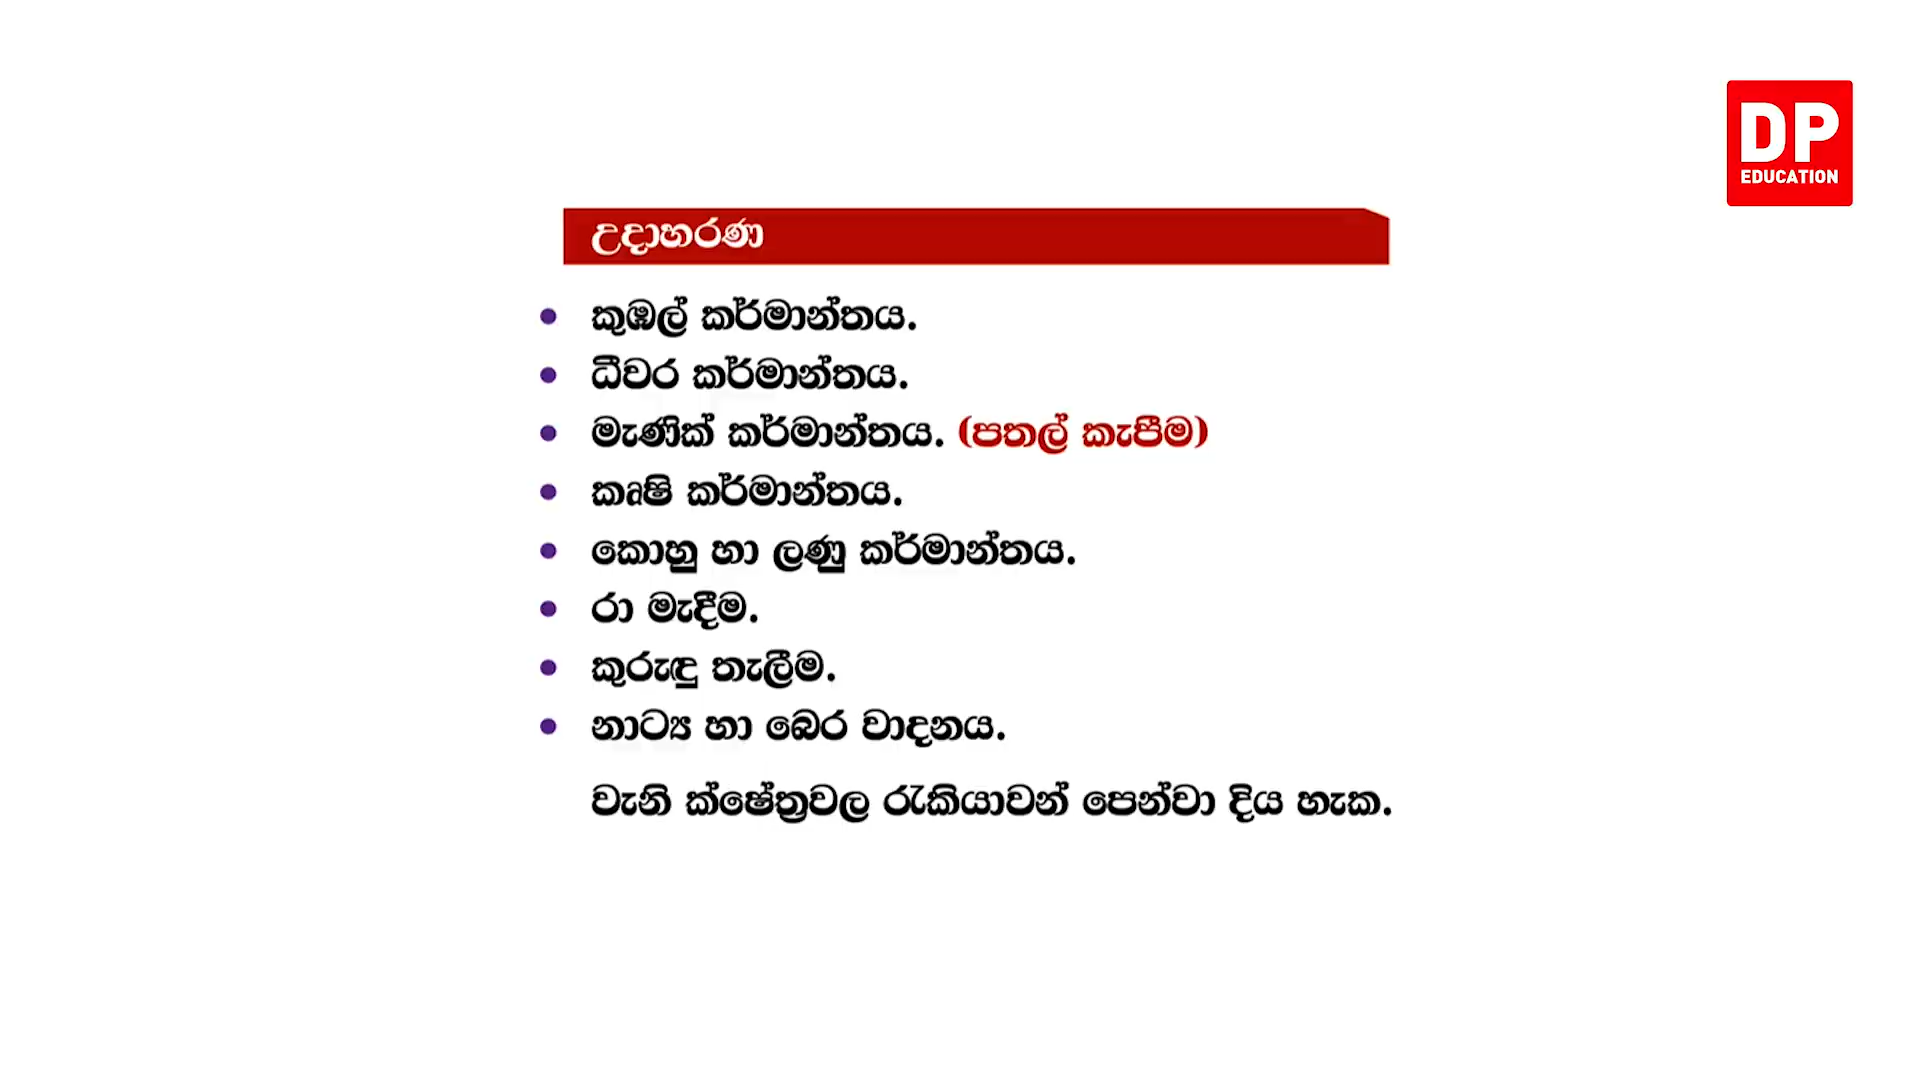 DP
EDUCATION
උදාහරණ
• කුඹල් කර්මාන්තය.
• ධීවර කර්මාන්තය.
• මැණික් කර්මාන්තය. (පතල් කැපීම)
• කෘෂි කර්මාන්තය.
• කොහු හා ලණු කර්මාන්තය.
• රා මැදීම.
• කුරුඳු තැලීම.
• නාට්‍ය හා බෙර වාදනය.
වැනි ක්ෂේත්‍රවල රැකියාවන් පෙන්වා දිය හැක.